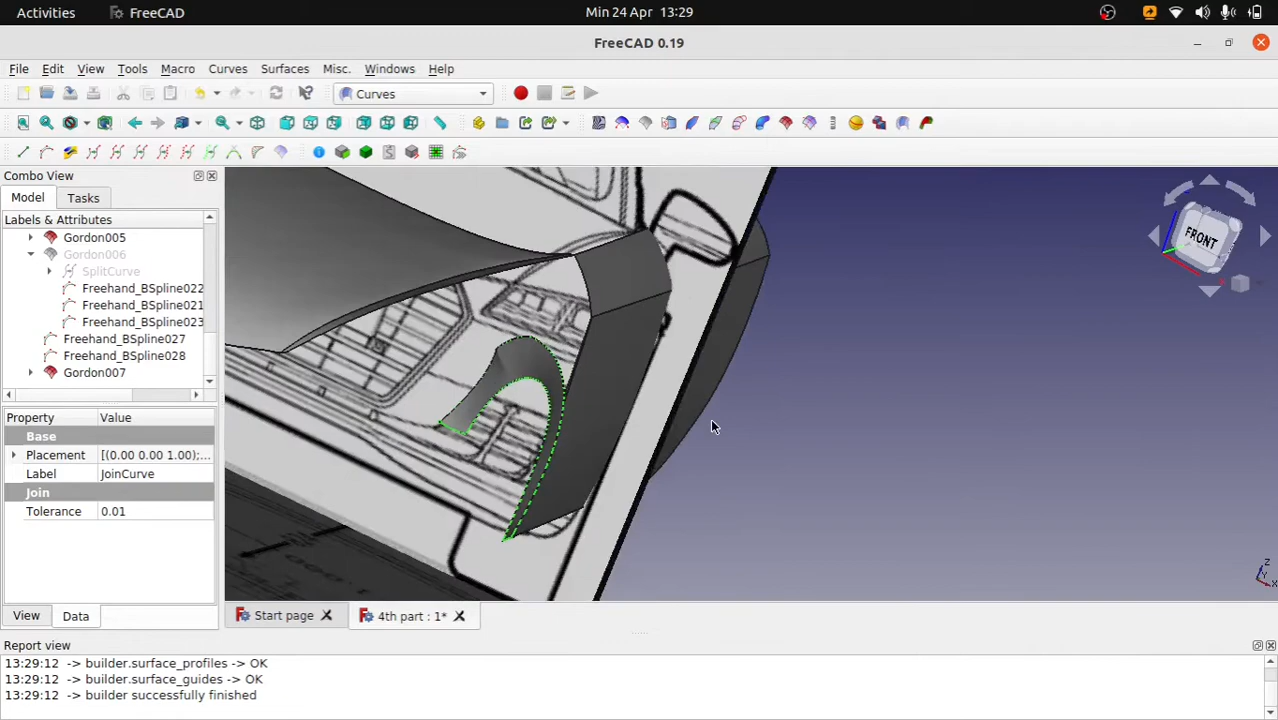 Activities
FreeCAD
Min 24 Apr 13:29
FreeCAD 0.19
File Edit View Tools Macro Curves Surfaces Misc. Windows Help
Curves
Combo View
Model Tasks
Labels & Attributes
Gordon005
Gordon006
SplitCurve
Freehand_BSpline022
Freehand_BSpline021
Freehand_BSpline023
Freehand_BSpline027
Freehand_BSpline028
Gordon007
Property Value
Base
Placement [(0.00 0.00 1.00);...
Label JoinCurve
Join
Tolerance 0.01
View Data
FRONT
Z
X
Start page
4th part : 1*
Report view
13:29:12 -> builder.surface_profiles -> OK
13:29:12 -> builder.surface_guides -> OK
13:29:12 -> builder successfully finished